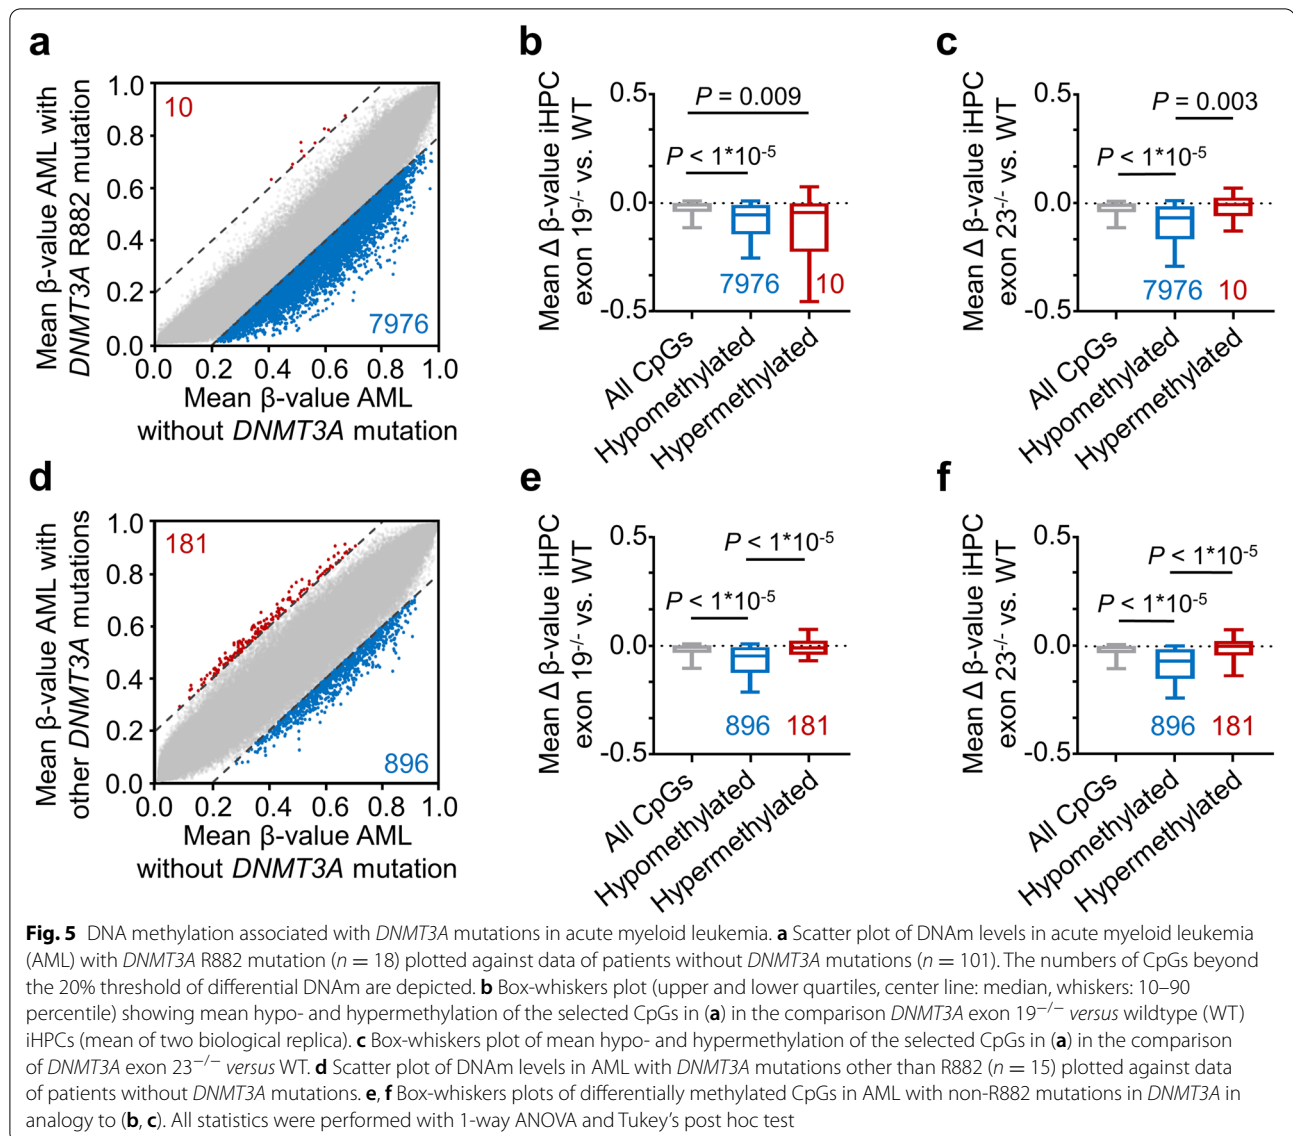 a
Mean β-value AML with
DNMT3A R882 mutation
1.0
0.8
0.6
0.4
0.2
0.0
10
7976
0.0 0.2 0.4 0.6 0.8 1.0
Mean β-value AML
without DNMT3A mutation
b
Mean Δ β-value iHPC
exon 19-/- vs. WT
0.5
0.0
-0.5
P = 0.009
P < 1*10-5
7976
10
All CpGs
Hypomethylated
Hypermethylated
c
Mean Δ β-value iHPC
exon 23-/- vs. WT
0.5
0.0
-0.5
P = 0.003
P < 1*10-5
7976
10
All CpGs
Hypomethylated
Hypermethylated
d
Mean β-value AML with
other DNMT3A mutations
1.0
0.8
0.6
0.4
0.2
0.0
181
896
0.0 0.2 0.4 0.6 0.8 1.0
Mean β-value AML
without DNMT3A mutation
e
Mean Δ β-value iHPC
exon 19-/- vs. WT
0.5
0.0
-0.5
P < 1*10-5
P < 1*10-5
896
181
All CpGs
Hypomethylated
Hypermethylated
f
Mean Δ β-value iHPC
exon 23-/- vs. WT
0.5
0.0
-0.5
P < 1*10-5
P < 1*10-5
896
181
All CpGs
Hypomethylated
Hypermethylated
Fig. 5 DNA methylation associated with DNMT3A mutations in acute myeloid leukemia. a Scatter plot of DNAm levels in acute myeloid leukemia
(AML) with DNMT3A R882 mutation (n = 18) plotted against data of patients without DNMT3A mutations (n = 101). The numbers of CpGs beyond
the 20% threshold of differential DNAm are depicted. b Box-whiskers plot (upper and lower quartiles, center line: median, whiskers: 10–90
percentile) showing mean hypo- and hypermethylation of the selected CpGs in (a) in the comparison DNMT3A exon 19−/− versus wildtype (WT)
iHPCs (mean of two biological replica). c Box-whiskers plot of mean hypo- and hypermethylation of the selected CpGs in (a) in the comparison
of DNMT3A exon 23−/− versus WT. d Scatter plot of DNAm levels in AML with DNMT3A mutations other than R882 (n = 15) plotted against data
of patients without DNMT3A mutations. e, f Box-whiskers plots of differentially methylated CpGs in AML with non-R882 mutations in DNMT3A in
analogy to (b, c). All statistics were performed with 1-way ANOVA and Tukey's post hoc test